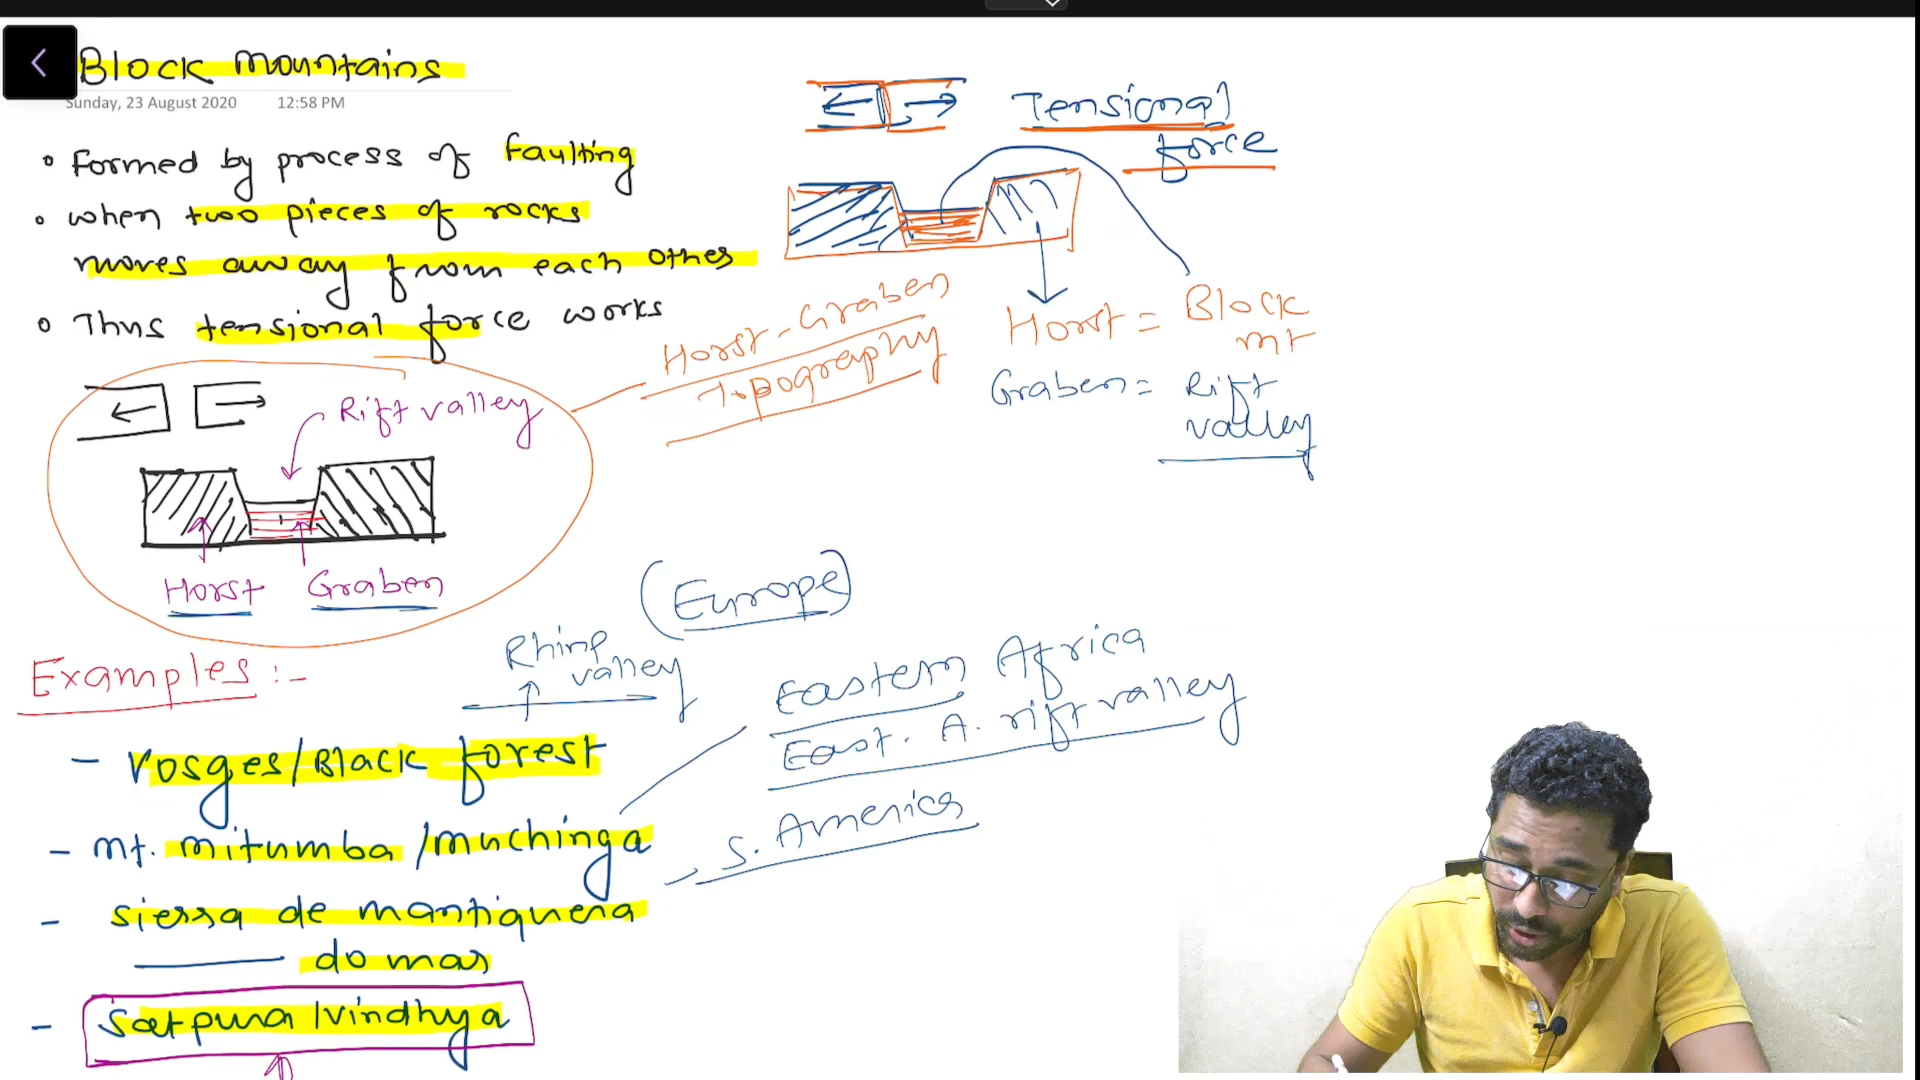 Block Mountains
Sunday, 23 August 2020 12:58 PM
Formed by process of faulting
when two pieces of rocks
moves away from each other
Thus tensional force works
Rift valley
Horst Graben
Tensional
force
Horst = Block
mt
Graben = Rift
valley
Horst-Graben
Topography
(Europe)
Examples :-
Rhine
valley
Eastern Africa
East. A. rift valley
S. America
- Vosges/Black forest
- Mt. mitumba/muchinga
- sierra de mantiquera
do mar
- Satpura/vindhya